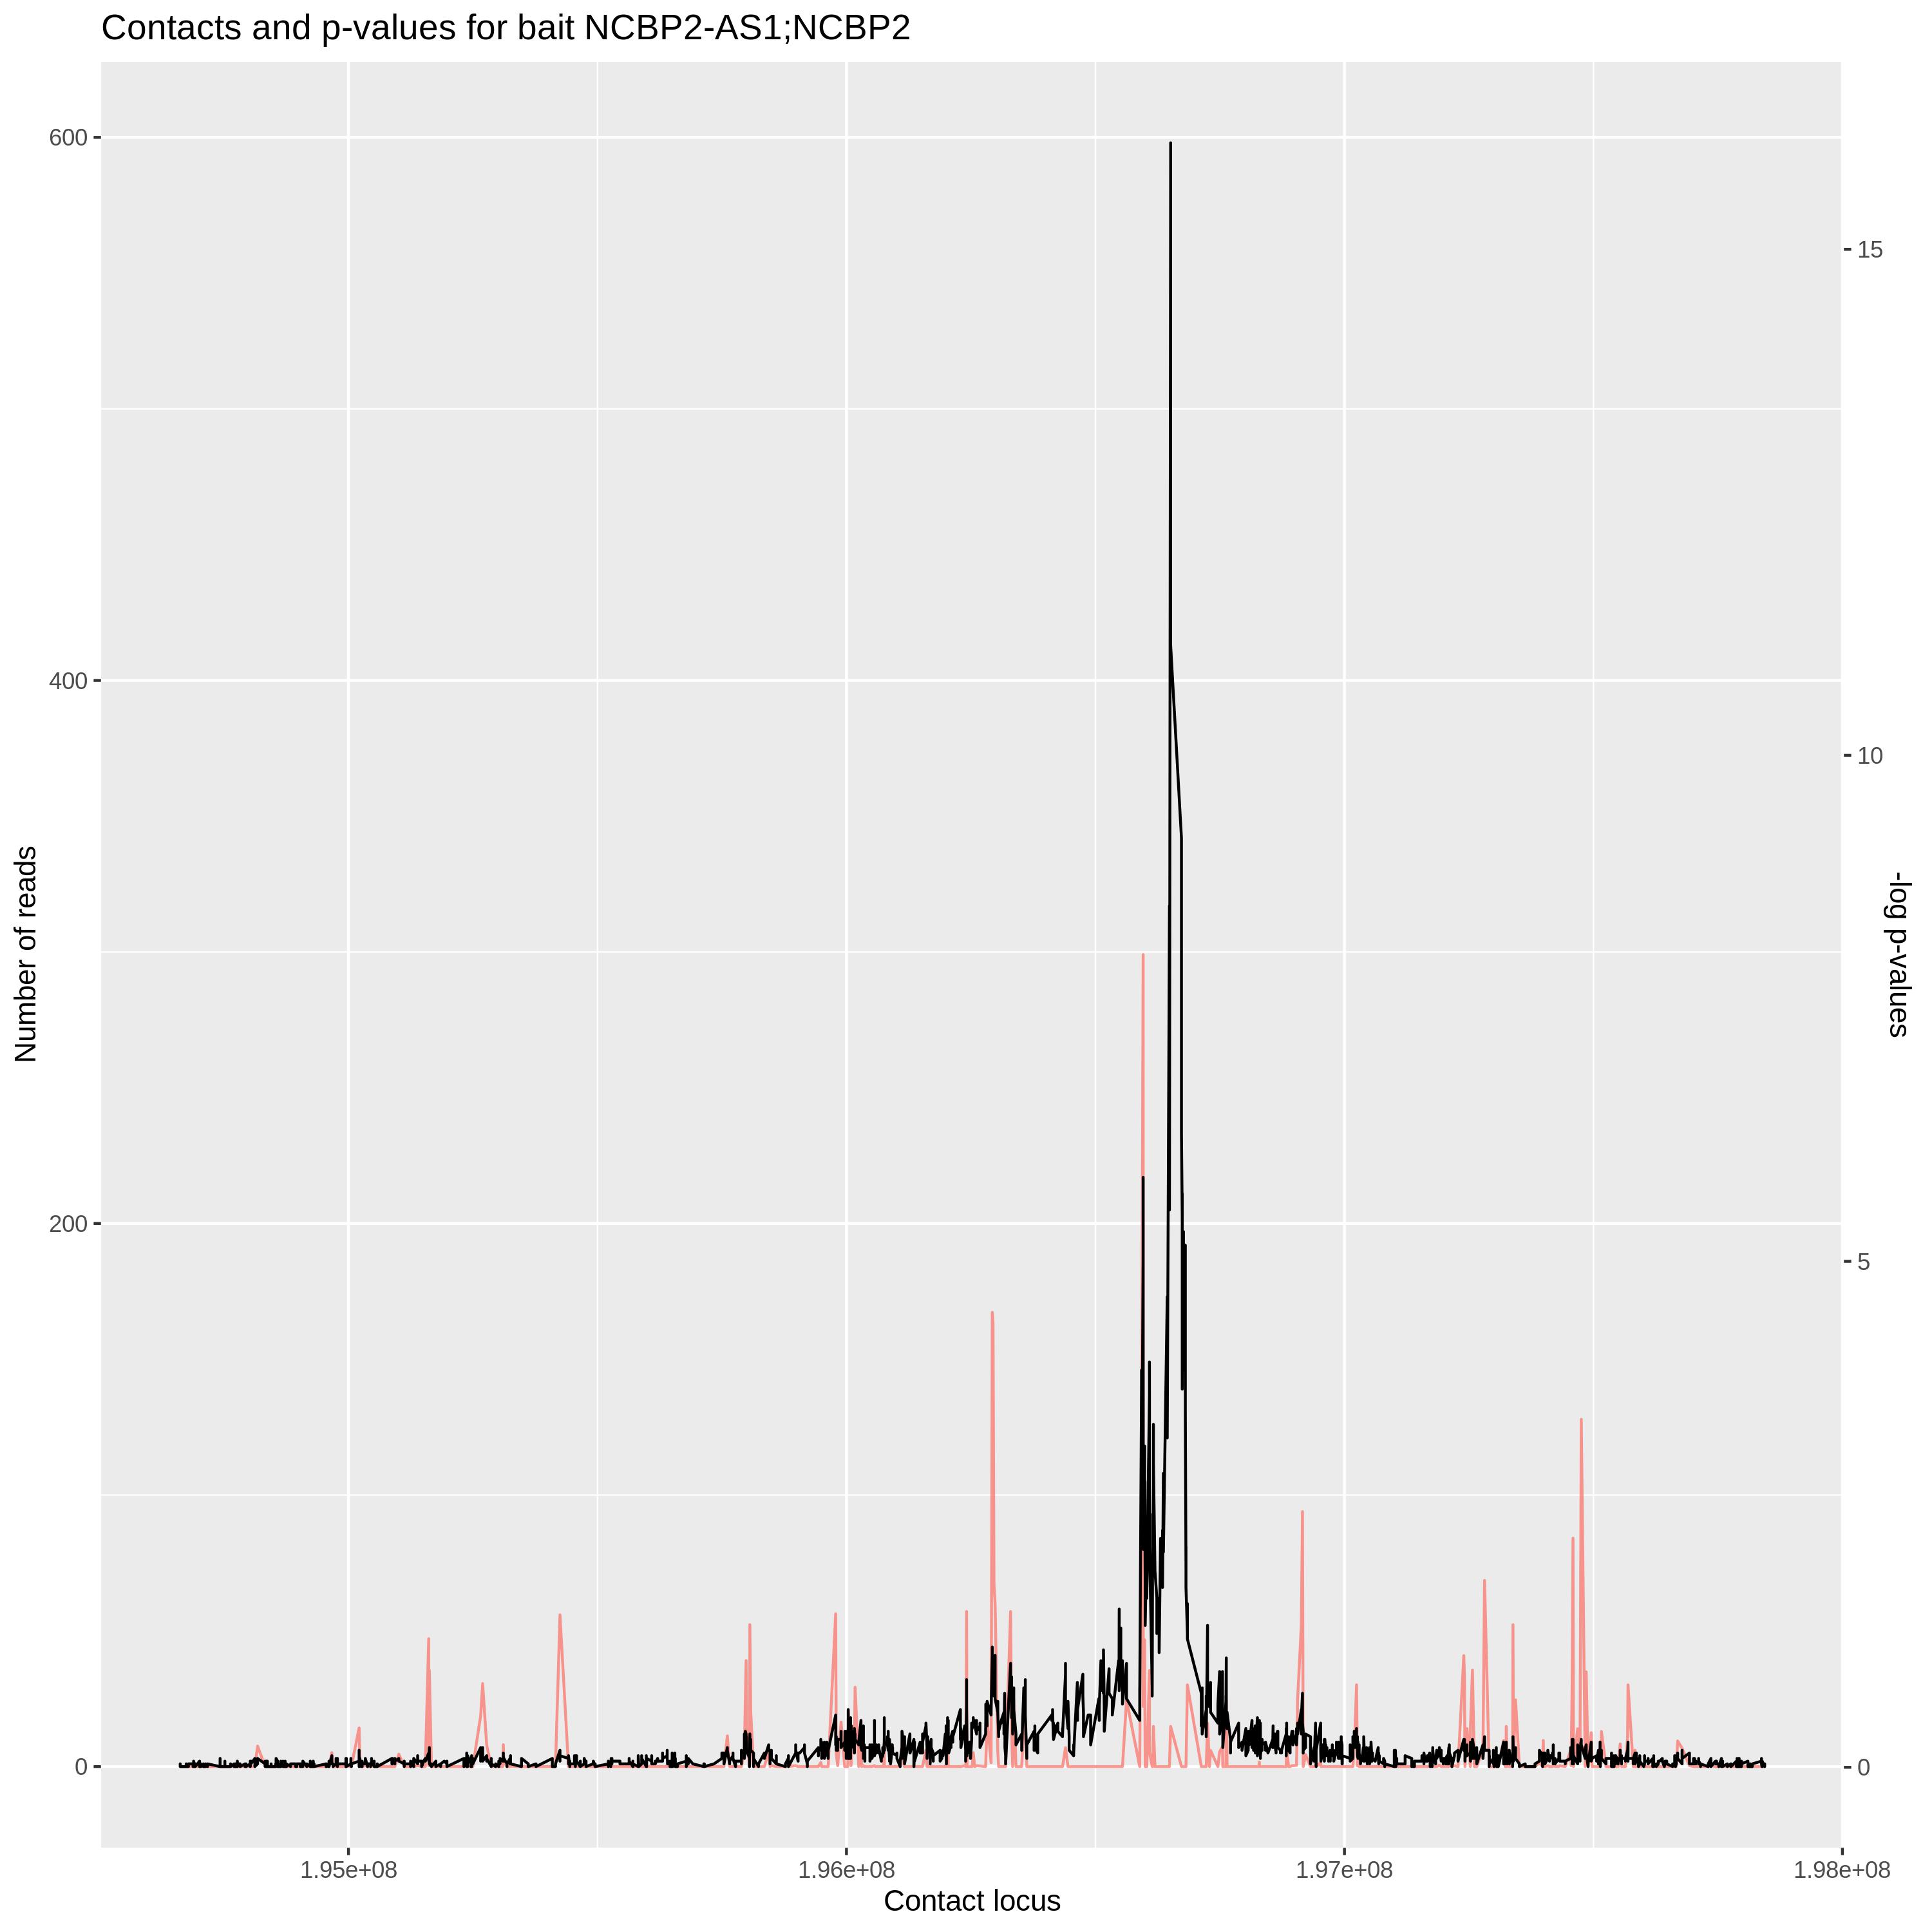 Contacts and p-values for bait NCBP2-AS1;NCBP2
600
400
200
0
Number of reads
15
10
5
0
-log p-values
1.95e+08
1.96e+08
1.97e+08
1.98e+08
Contact locus